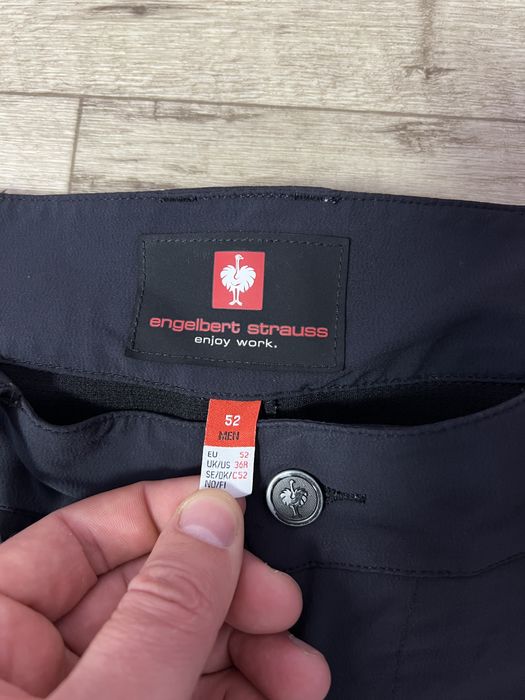 engelbert strauss
enjoy work.
52
MEN
EU 52
UK/US 36R
SE/DK/ C52
NO/FI